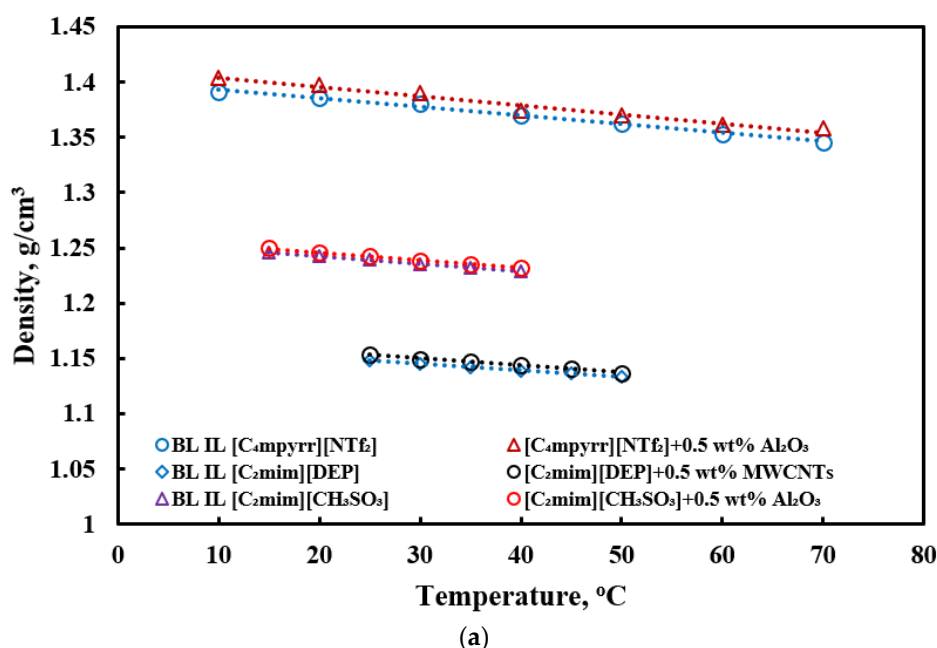 1.45
1.4
1.35
1.3
1.25
1.2
1.15
1.1
1.05
1
Density, g/cm³
BL IL [C₄mpyrr][NTf₂] [C₄mpyrr][NTf₂]+0.5 wt% Al₂O₃
BL IL [C₂mim][DEP] [C₂mim][DEP]+0.5 wt% MWCNTs
BL IL [C₂mim][CH₃SO₃] [C₂mim][CH₃SO₃]+0.5 wt% Al₂O₃
0 10 20 30 40 50 60 70 80
Temperature, ᵒC
(a)